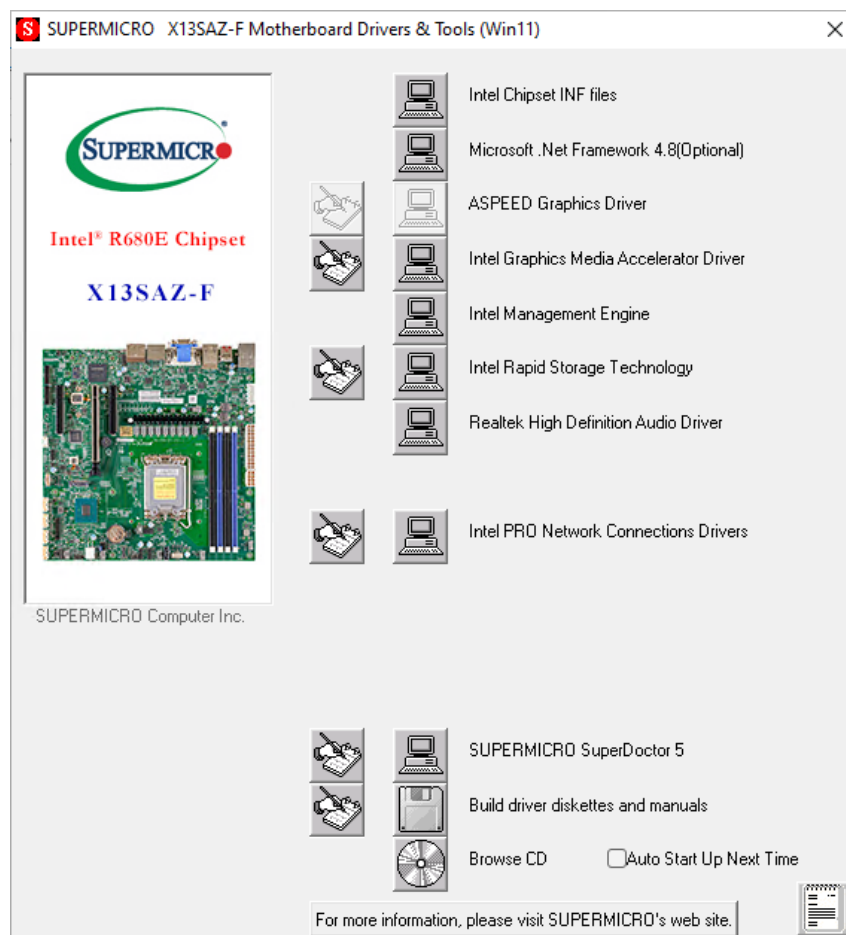 S SUPERMICRO X13SAZ-F Motherboard Drivers & Tools (Win11)
SUPERMICR
Intel® R680E Chipset
X13SAZ-F
SUPERMICRO Computer Inc.
Intel Chipset INF files
Microsoft .Net Framework 4.8(Optional)
ASPEED Graphics Driver
Intel Graphics Media Accelerator Driver
Intel Management Engine
Intel Rapid Storage Technology
Realtek High Definition Audio Driver
Intel PRO Network Connections Drivers
SUPERMICRO SuperDoctor 5
Build driver diskettes and manuals
Browse CD Auto Start Up Next Time
For more information, please visit SUPERMICRO's web site.